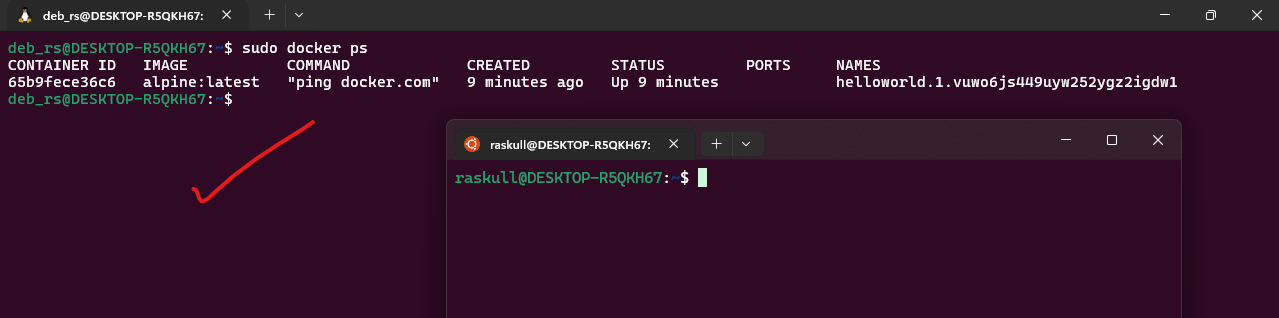 deb_rs@DESKTOP-R5QKH67:
deb_rs@DESKTOP-R5QKH67:~$ sudo docker ps
CONTAINER ID   IMAGE           COMMAND             CREATED         STATUS         PORTS     NAMES
65b9fece36c6   alpine:latest   "ping docker.com"   9 minutes ago   Up 9 minutes             helloworld.1.vuwo6js449uyw252ygz2igdw1
deb_rs@DESKTOP-R5QKH67:~$
raskull@DESKTOP-R5QKH67:
raskull@DESKTOP-R5QKH67:~$